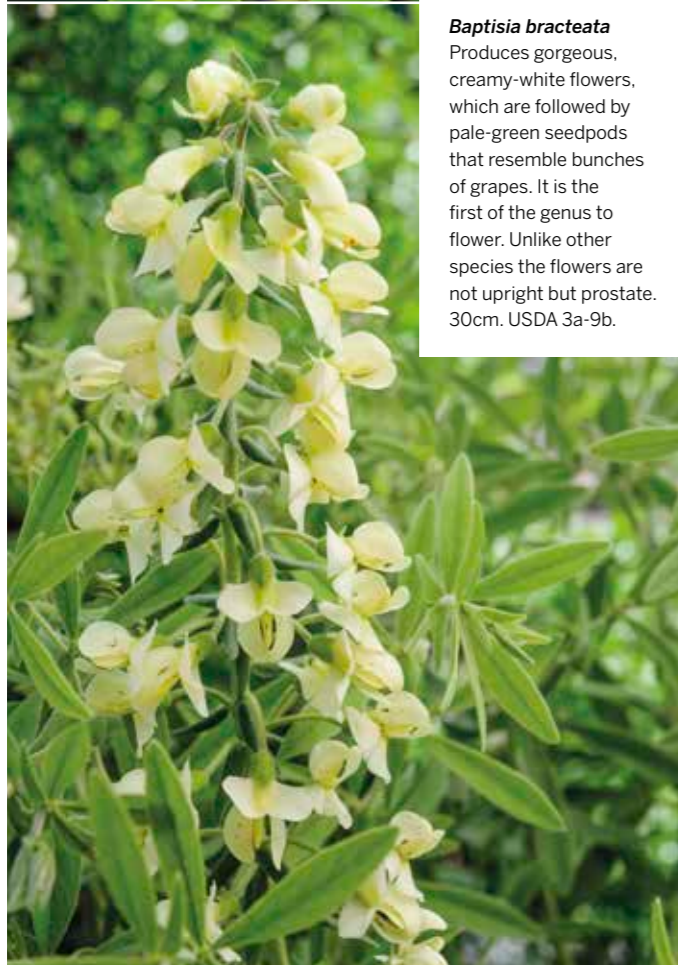 Baptisia bracteata
Produces gorgeous,
creamy-white flowers,
which are followed by
pale-green seedpods
that resemble bunches
of grapes. It is the
first of the genus to
flower. Unlike other
species the flowers are
not upright but prostate.
30cm. USDA 3a-9b.